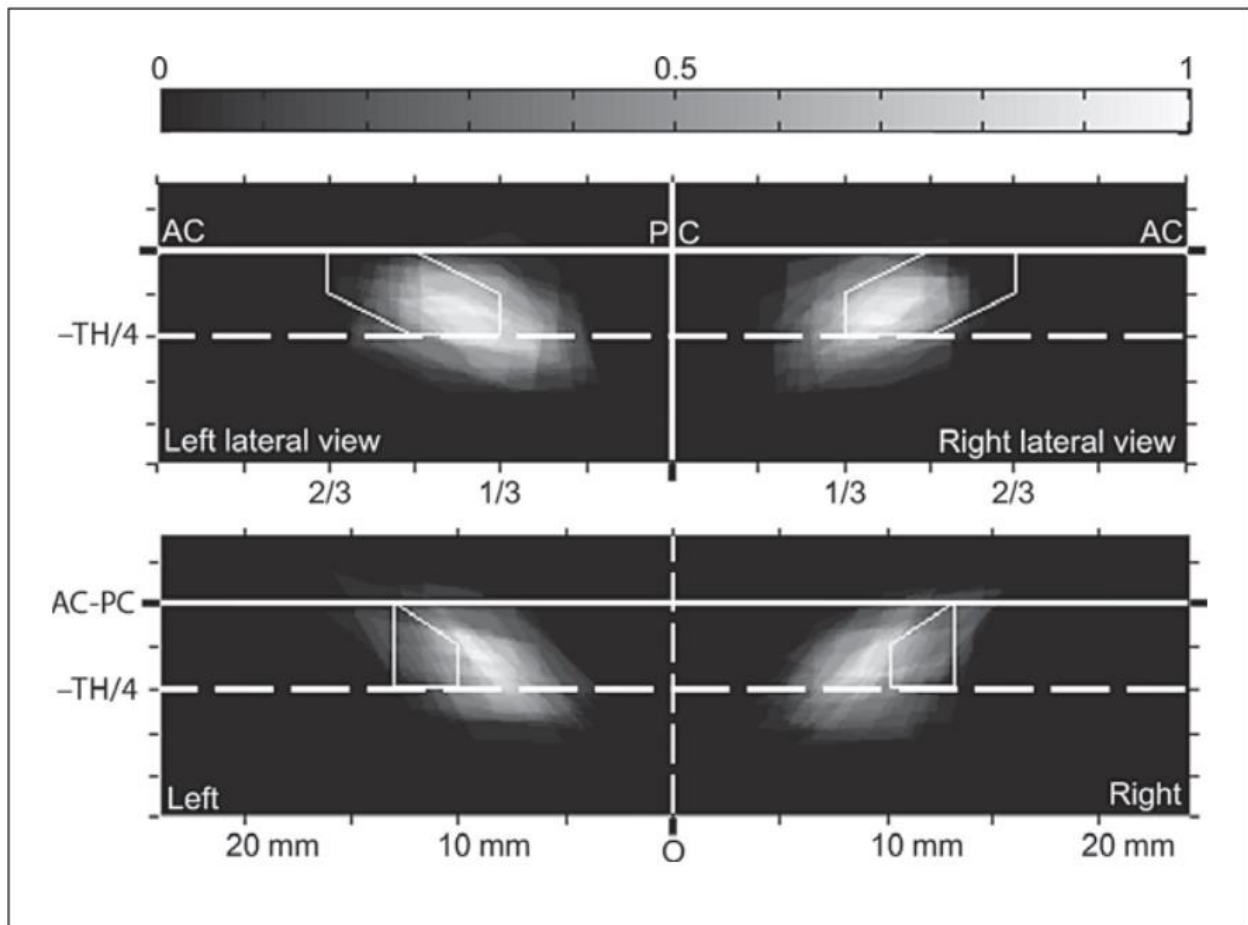 0 0.5 1
AC PC AC
–TH/4
Left lateral view Right lateral view
2/3 1/3 1/3 2/3
AC-PC
–TH/4
Left Right
20 mm 10 mm O 10 mm 20 mm